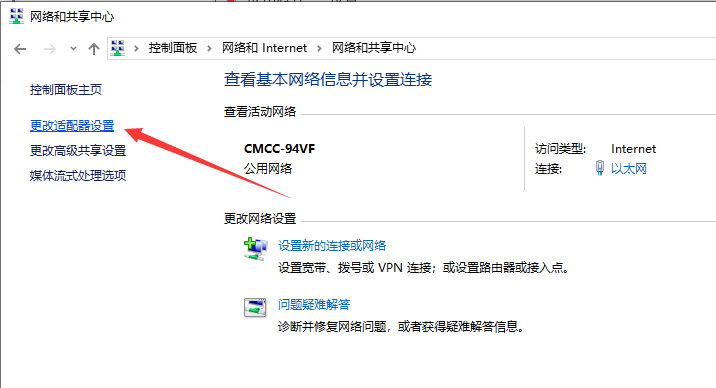 网络和共享中心
控制面板 > 网络和 Internet > 网络和共享中心
控制面板主页
更改适配器设置
更改高级共享设置
媒体流式处理选项
查看基本网络信息并设置连接
查看活动网络
CMCC-94VF
公用网络
访问类型: Internet
连接: 以太网
更改网络设置
设置新的连接或网络
设置宽带、拨号或 VPN 连接；或设置路由器或接入点。
问题疑难解答
诊断并修复网络问题，或者获得疑难解答信息。